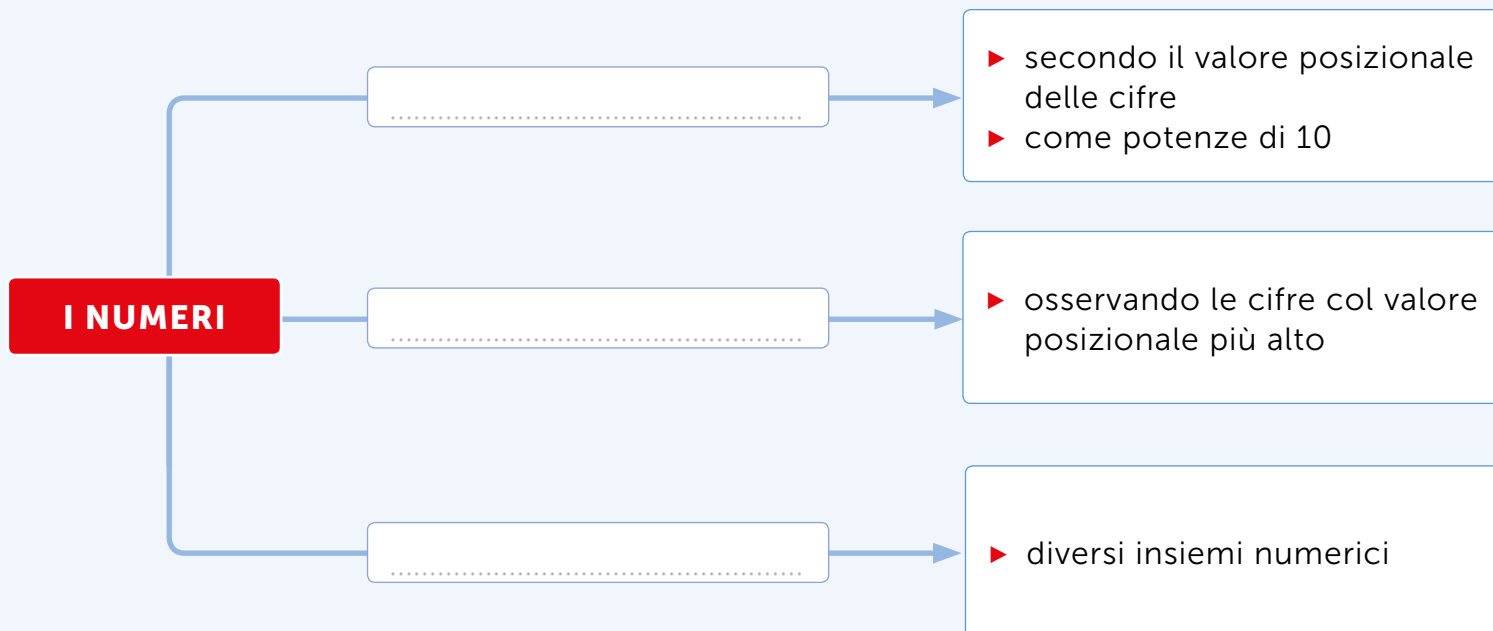 ► secondo il valore posizionale
delle cifre
► come potenze di 10
I NUMERI
► osservando le cifre col valore
posizionale più alto
► diversi insiemi numerici